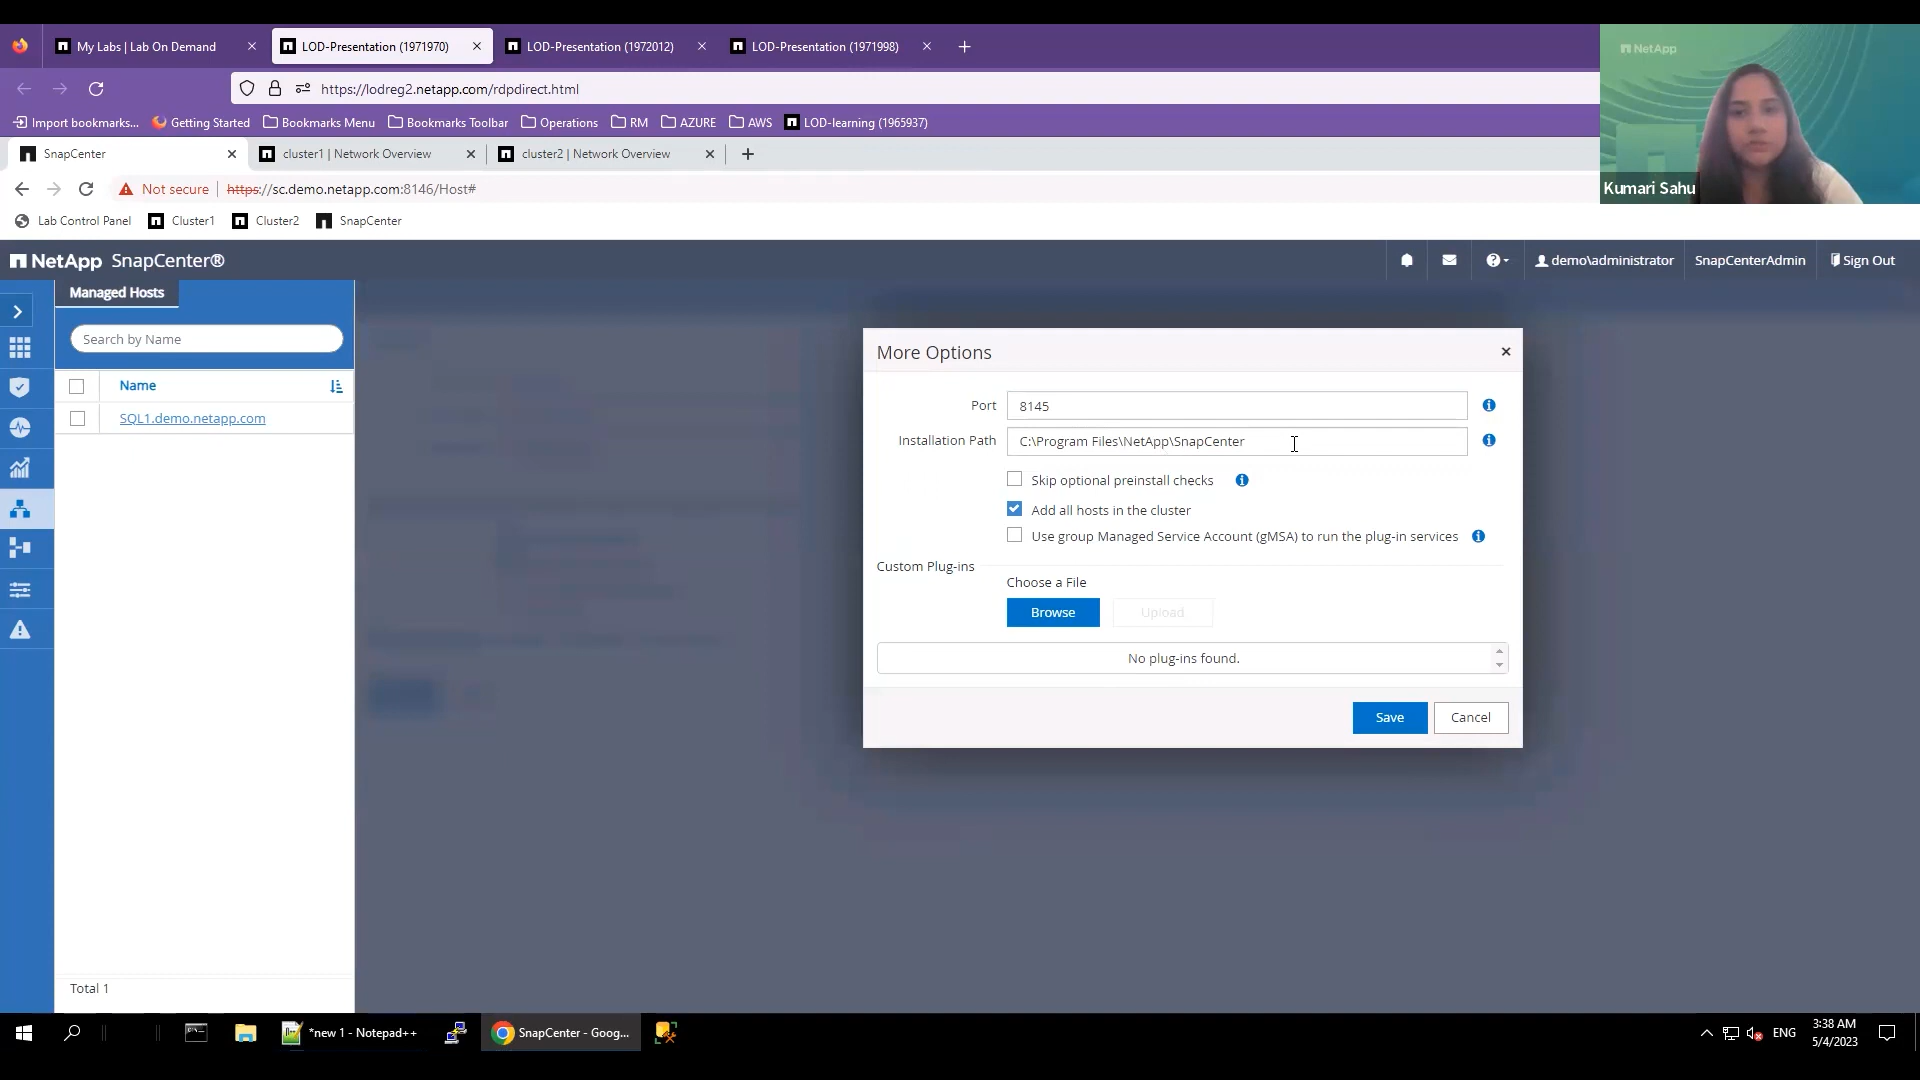 My Labs | Lab On Demand
LOD-Presentation (1971970)
LOD-Presentation (1972012)
LOD-Presentation (1971998)
https://lodreg2.netapp.com/rdpdirect.html
Import bookmarks...
Getting Started
Bookmarks Menu
Bookmarks Toolbar
Operations
RM
AZURE
AWS
LOD-learning (1965937)
NetApp
Kumari Sahu
SnapCenter
cluster1 | Network Overview
cluster2 | Network Overview
Not secure
https://sc.demo.netapp.com:8146/Host#
Lab Control Panel
Cluster1
Cluster2
SnapCenter
NetApp SnapCenter®
demo\administrator
SnapCenterAdmin
Sign Out
Managed Hosts
Search by Name
Name
SQL1.demo.netapp.com
Total 1
More Options
Port
8145
Installation Path
C:\Program Files\NetApp\SnapCenter
Skip optional preinstall checks
Add all hosts in the cluster
Use group Managed Service Account (gMSA) to run the plug-in services
Custom Plug-ins
Choose a File
Browse
Upload
No plug-ins found.
Save
Cancel
*new 1 - Notepad++
SnapCenter - Goog...
ENG
3:38 AM
5/4/2023